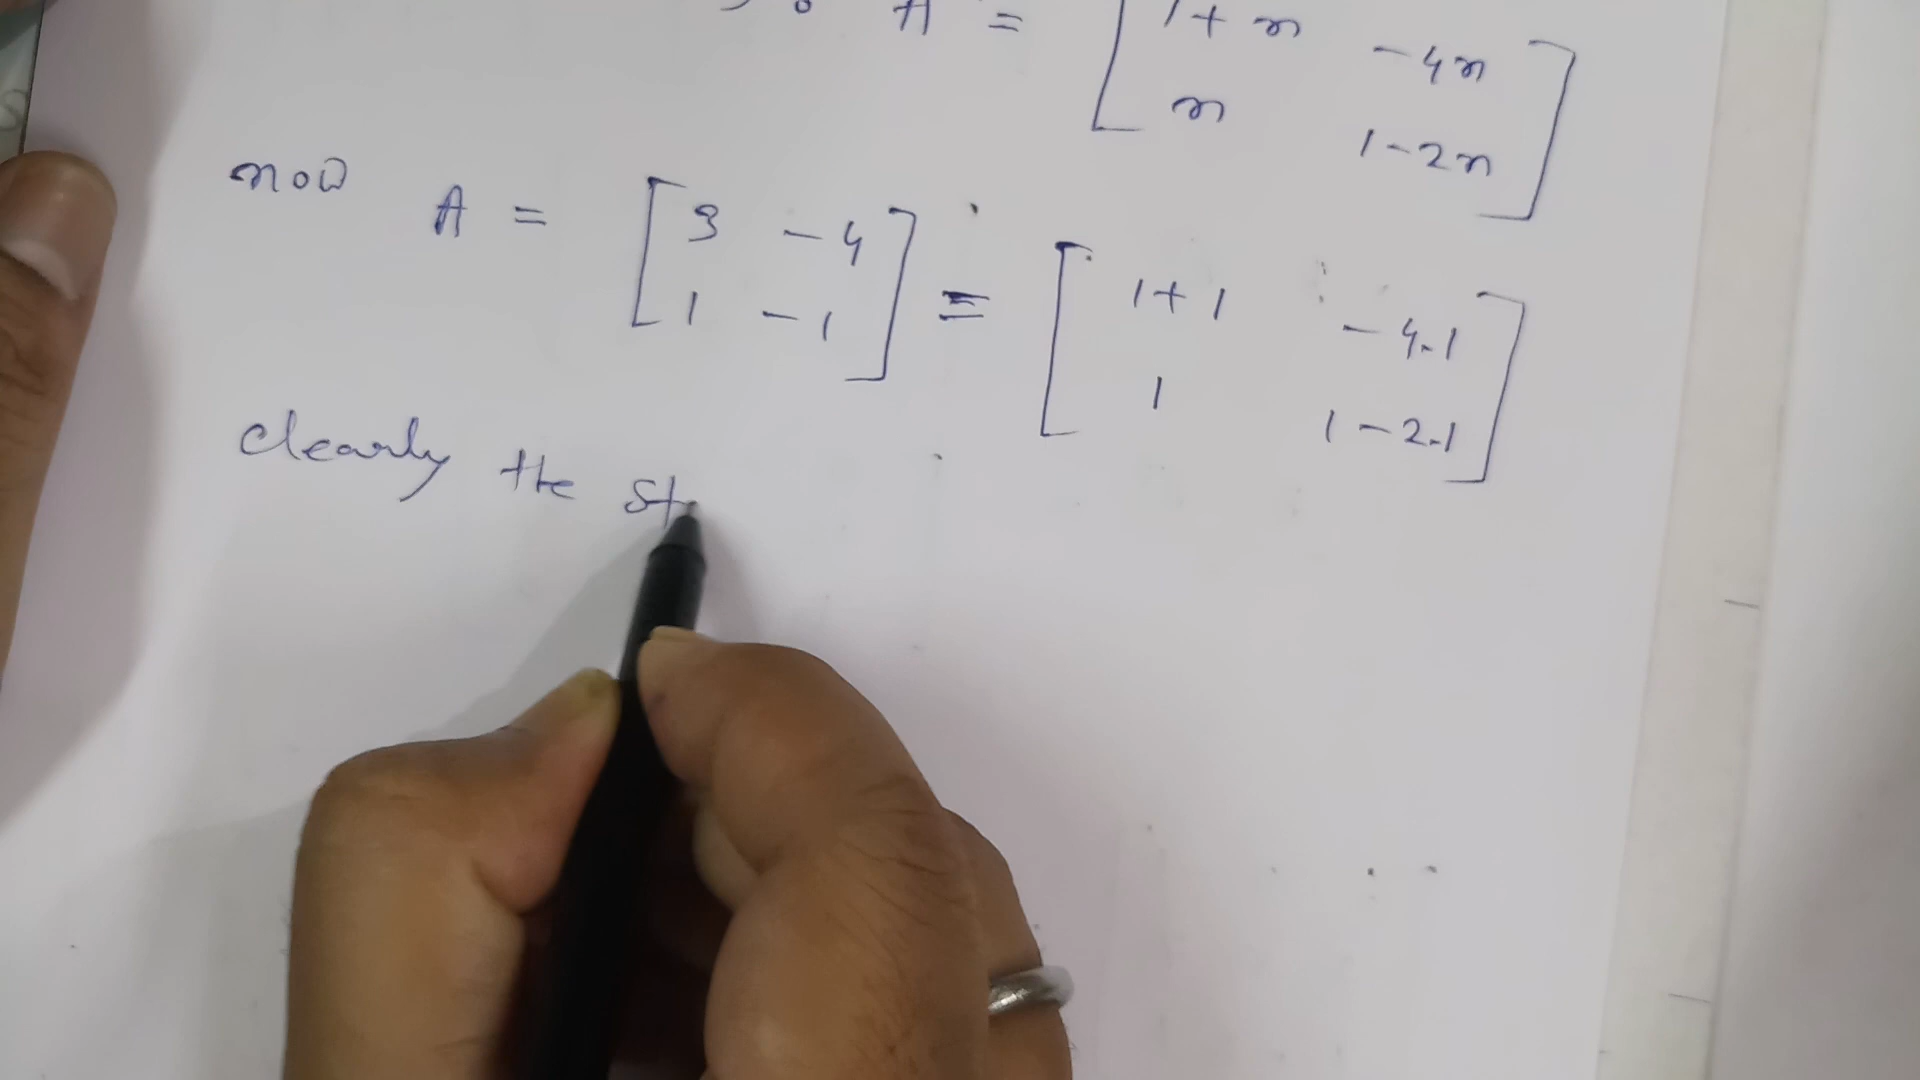 A = [ 1 + n -4n
n 1-2n ]
now A = [ 3 -4 ] = [ 1+1 -4.1 ]
[ 1 -1 ] [ 1 1-2.1 ]
clearly the st